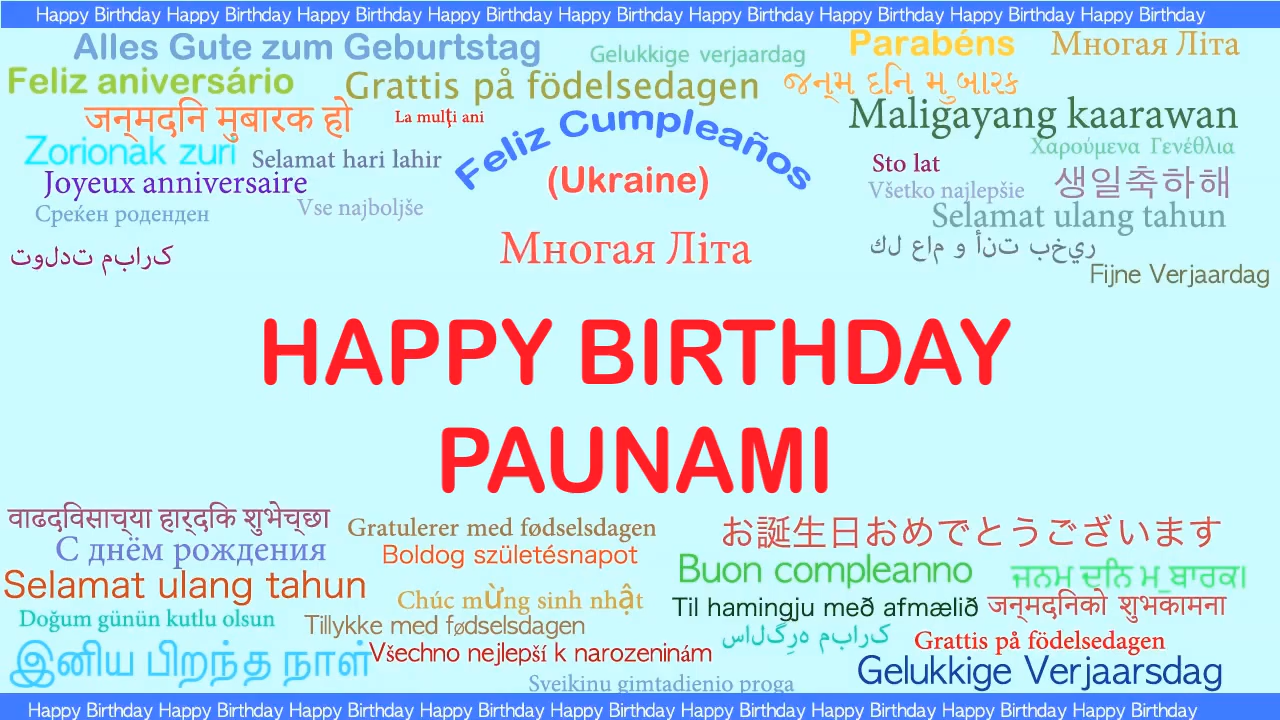 Happy Birthday Happy Birthday Happy Birthday Happy Birthday Happy Birthday Happy Birthday Happy Birthday Happy Birthday Happy Birthday
Alles Gute zum Geburtstag
Gelukkige verjaardag
Parabéns
Многая Літа
Feliz aniversário
Grattis på födelsedagen
જન્મ દનિ મુ બારક
जन्मदनि मुबारक हो
La mulţi ani
Feliz Cumpleaños
Maligayang kaarawan
Zorionak zuri
Selamat hari lahir
(Ukraine)
Sto lat
Χαρούμενα Γενέθλια
Joyeux anniversaire
Všetko najlepšie
생일축하해
Среќен роденден
Vse najboljše
Selamat ulang tahun
תולדת مبارک
Многая Літа
كل عام و أنت بخير
Fijne Verjaardag
HAPPY BIRTHDAY
PAUNAMI
वाढदविसाच्या हार्दकि शुभेच्छा
Gratulerer med fødselsdagen
お誕生日おめでとうございます
С днём рождения
Boldog születésnapot
Buon compleanno
ਜਨਮ ਦਨਿ ਮੁ ਬਾਰਕ।
Selamat ulang tahun
Chúc mừng sinh nhật
Til hamingju með afmælið
जन्मदनिको शुभकामना
Doğum günün kutlu olsun
Tillykke med fødselsdagen
سالگرہ مبارک
Grattis på födelsedagen
இனிய பிறந்த நாள்
Všechno nejlepší k narozeninám
Gelukkige Verjaarsdag
Sveikinu gimtadienio proga
Happy Birthday Happy Birthday Happy Birthday Happy Birthday Happy Birthday Happy Birthday Happy Birthday Happy Birthday Happy Birthday